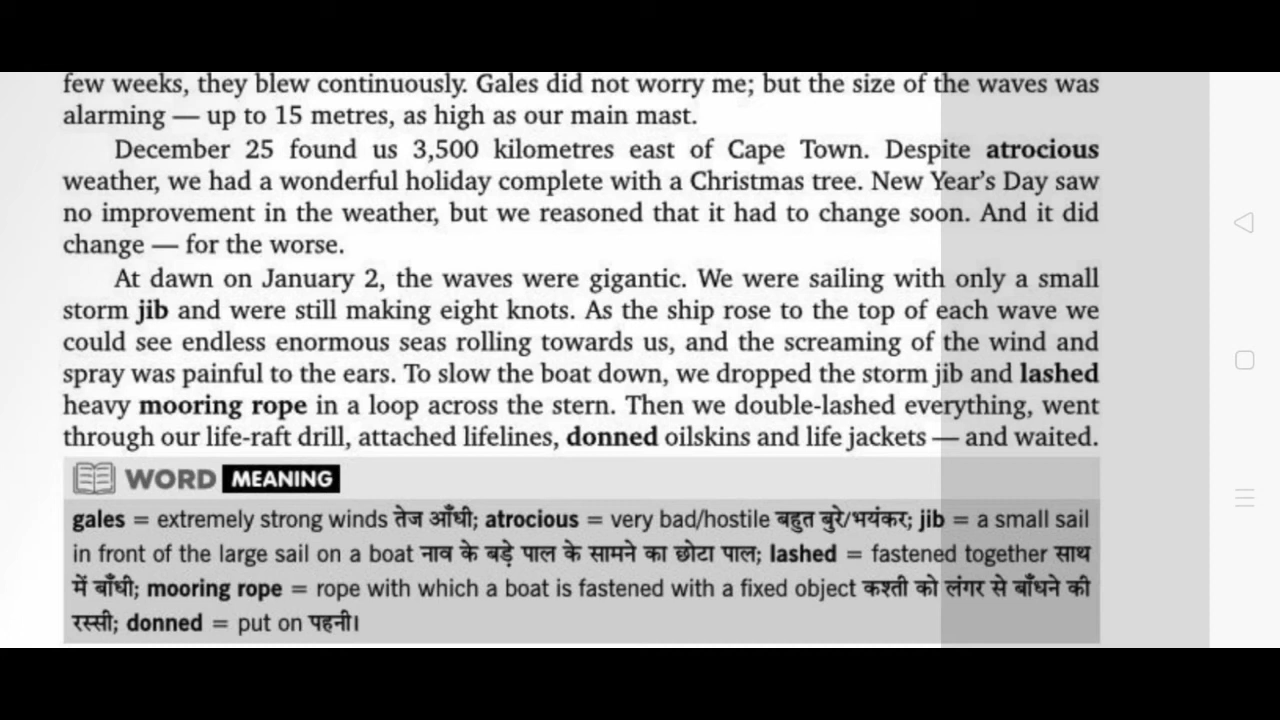 few weeks, they blew continuously. Gales did not worry me; but the size of the waves was
alarming — up to 15 metres, as high as our main mast.
December 25 found us 3,500 kilometres east of Cape Town. Despite atrocious
weather, we had a wonderful holiday complete with a Christmas tree. New Year's Day saw
no improvement in the weather, but we reasoned that it had to change soon. And it did
change — for the worse.
At dawn on January 2, the waves were gigantic. We were sailing with only a small
storm jib and were still making eight knots. As the ship rose to the top of each wave we
could see endless enormous seas rolling towards us, and the screaming of the wind and
spray was painful to the ears. To slow the boat down, we dropped the storm jib and lashed
heavy mooring rope in a loop across the stern. Then we double-lashed everything, went
through our life-raft drill, attached lifelines, donned oilskins and life jackets — and waited.
WORD MEANING
gales = extremely strong winds तेज आँधी; atrocious = very bad/hostile बहुत बुरे/भयंकर; jib = a small sail
in front of the large sail on a boat नाव के बड़े पाल के सामने का छोटा पाल; lashed = fastened together साथ
में बाँधी; mooring rope = rope with which a boat is fastened with a fixed object कश्ती को लंगर से बाँधने की
रस्सी; donned = put on पहनी।